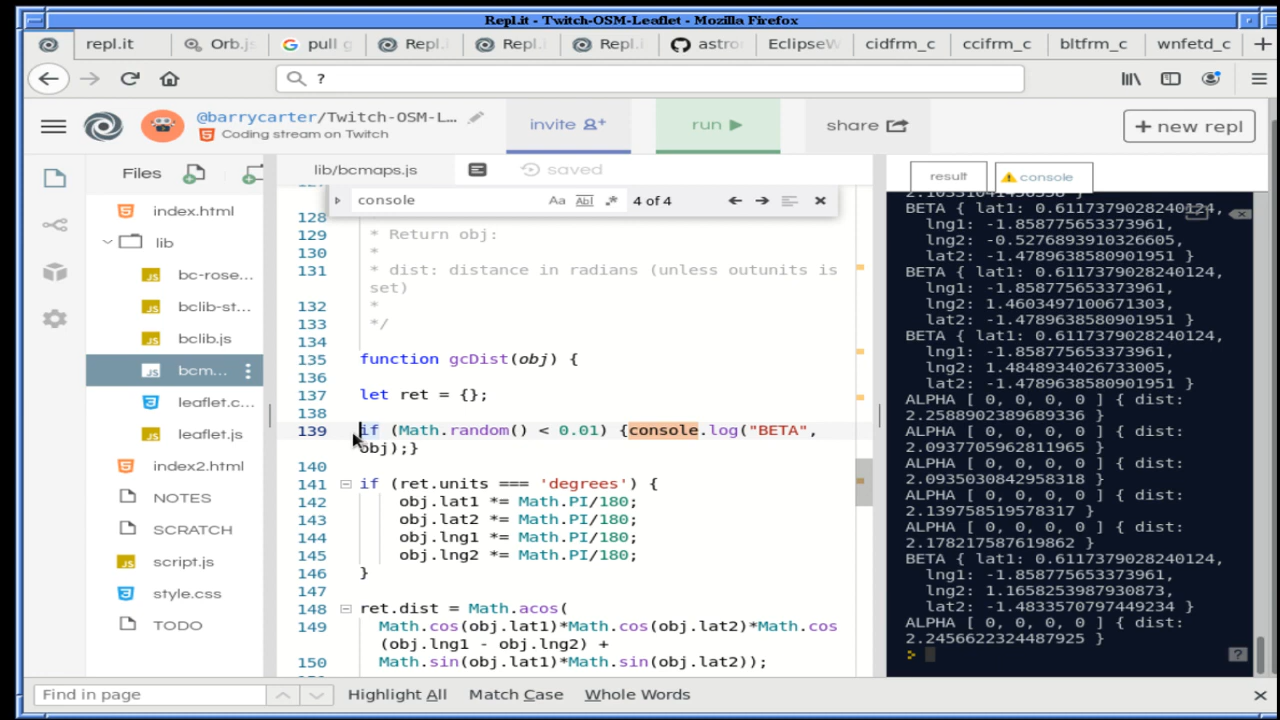 Repl.it - Twitch-OSM-Leaflet - Mozilla Firefox
repl.it
Orb.js
pull g
Repl.i
Repl.i
Repl.i
astro
EclipseW
cidfrm_c
ccifrm_c
bltfrm_c
wnfetd_c
?
@barrycarter/Twitch-OSM-L...
Coding stream on Twitch
invite
run
share
+ new repl
Files
index.html
lib
bc-rose...
bclib-st...
bclib.js
bcm...
leaflet.c...
leaflet.js
index2.html
NOTES
SCRATCH
script.js
style.css
TODO
lib/bcmaps.js
saved
console
Aa
Abl
.*
4 of 4
128
129 * Return obj:
130 *
131 * dist: distance in radians (unless outunits is
set)
132 *
133 */
134
135 function gcDist(obj) {
136
137 let ret = {};
138
139 if (Math.random() < 0.01) {console.log("BETA",
obj);}
140
141 if (ret.units === 'degrees') {
142 obj.lat1 *= Math.PI/180;
143 obj.lat2 *= Math.PI/180;
144 obj.lng1 *= Math.PI/180;
145 obj.lng2 *= Math.PI/180;
146 }
147
148 ret.dist = Math.acos(
149 Math.cos(obj.lat1)*Math.cos(obj.lat2)*Math.cos
(obj.lng1 - obj.lng2) +
150 Math.sin(obj.lat1)*Math.sin(obj.lat2));
result
console
BETA { lat1: 0.6117379028240124,
lng1: -1.858775653373961,
lng2: -0.5276893910326605,
lat2: -1.4789638580901951 }
BETA { lat1: 0.6117379028240124,
lng1: -1.858775653373961,
lng2: 1.4603497100671303,
lat2: -1.4789638580901951 }
BETA { lat1: 0.6117379028240124,
lng1: -1.858775653373961,
lng2: 1.4848934026733005,
lat2: -1.4789638580901951 }
ALPHA [ 0, 0, 0, 0 ] { dist:
2.2588902389689336 }
ALPHA [ 0, 0, 0, 0 ] { dist:
2.0937705962811965 }
ALPHA [ 0, 0, 0, 0 ] { dist:
2.0935030842958318 }
ALPHA [ 0, 0, 0, 0 ] { dist:
2.139758519578317 }
ALPHA [ 0, 0, 0, 0 ] { dist:
2.178217587619862 }
BETA { lat1: 0.6117379028240124,
lng1: -1.858775653373961,
lng2: 1.1658253987930873,
lat2: -1.4833570797449234 }
ALPHA [ 0, 0, 0, 0 ] { dist:
2.2456622324487925 }
>
?
Find in page
Highlight All
Match Case
Whole Words